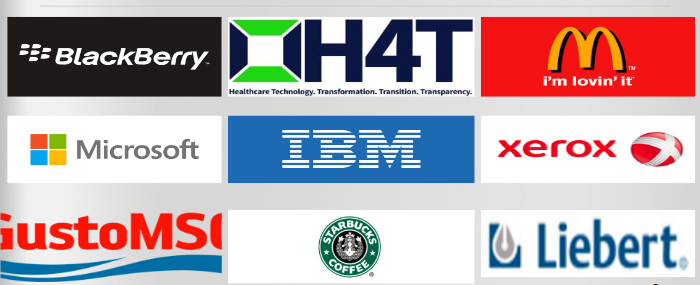 BlackBerry
H4T
Healthcare Technology. Transformation. Transition. Transparency.
i'm lovin' it
Microsoft
IBM
xerox
GustoMSC
STARBUCKS
COFFEE
Liebert